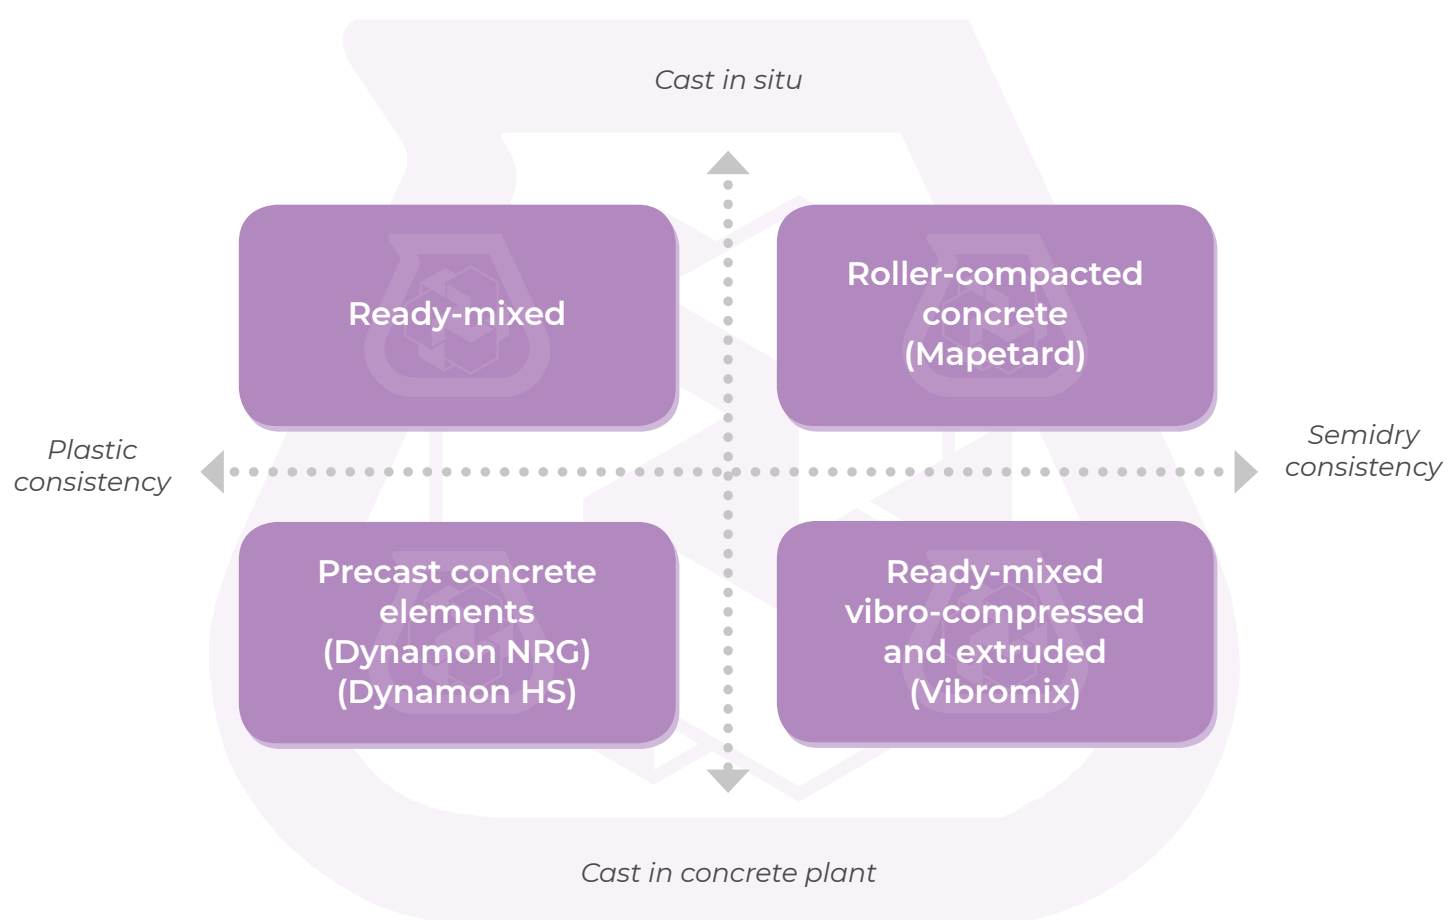 Cast in situ
Ready-mixed
Roller-compacted
concrete
(Mapetard)
Plastic
consistency
Semidry
consistency
Precast concrete
elements
(Dynamon NRG)
(Dynamon HS)
Ready-mixed
vibro-compressed
and extruded
(Vibromix)
Cast in concrete plant